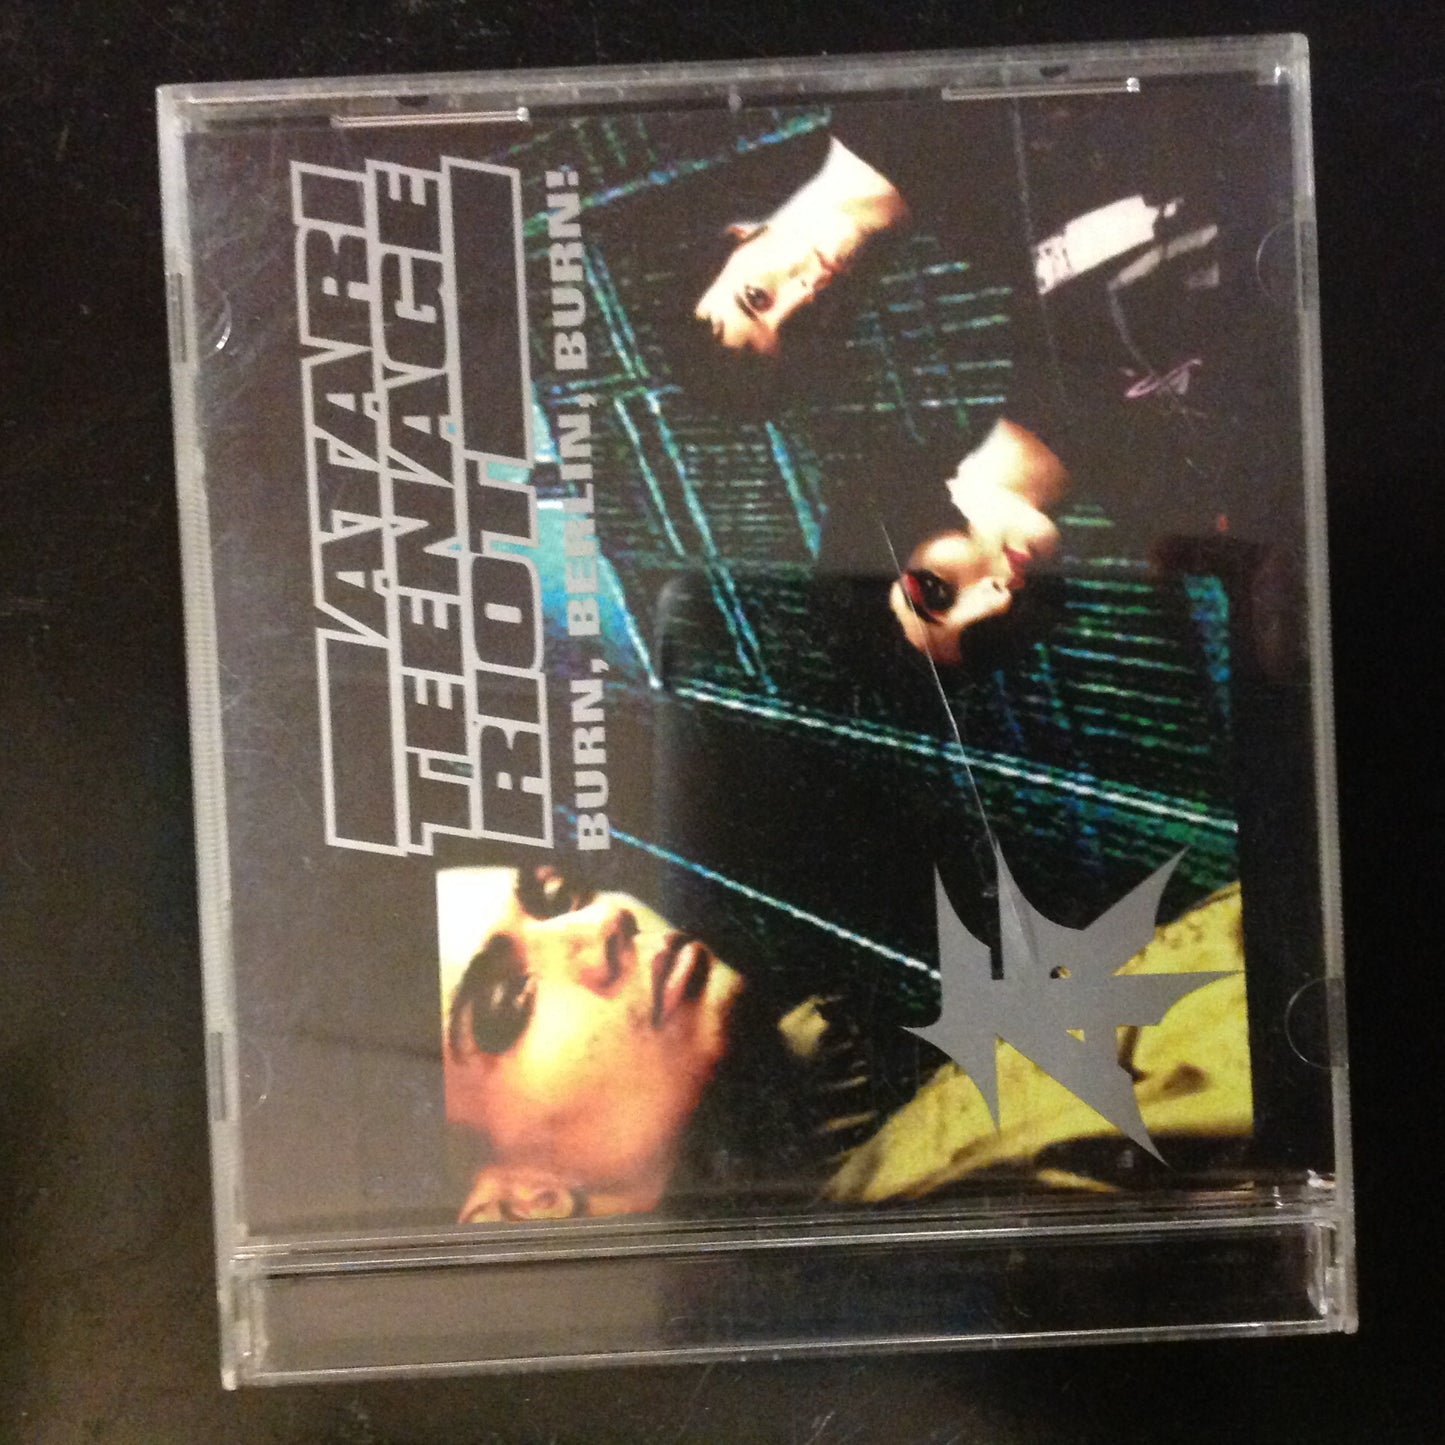 ATARI
TEENAGE
RIOT
BURN, BERLIN, BURN!